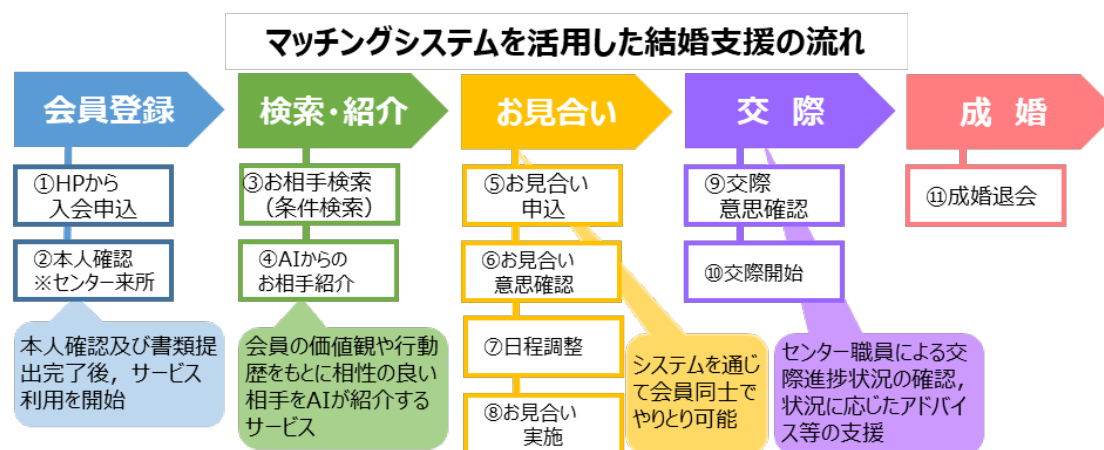 マッチングシステムを活用した結婚支援の流れ
会員登録
①HPから
入会申込
②本人確認
※センター来所
本人確認及び書類提
出完了後，サービス
利用を開始
検索・紹介
③お相手検索
（条件検索）
④AIからの
お相手紹介
会員の価値観や行動
歴をもとに相性の良い
相手をAIが紹介する
サービス
お見合い
⑤お見合い
申込
⑥お見合い
意思確認
⑦日程調整
⑧お見合い
実施
システムを通じ
て会員同士で
やりとり可能
交 際
⑨交際
意思確認
⑩交際開始
センター職員による交
際進捗状況の確認，
状況に応じたアドバイ
ス等の支援
成 婚
⑪成婚退会